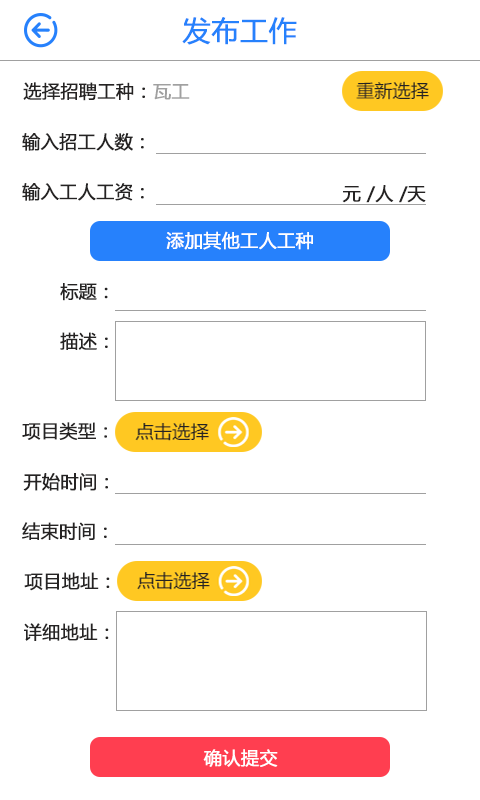 发布工作
选择招聘工种：瓦工 重新选择
输入招工人数：
输入工人工资： 元 /人 /天
添加其他工人工种
标题：
描述：
项目类型： 点击选择
开始时间：
结束时间：
项目地址： 点击选择
详细地址：
确认提交